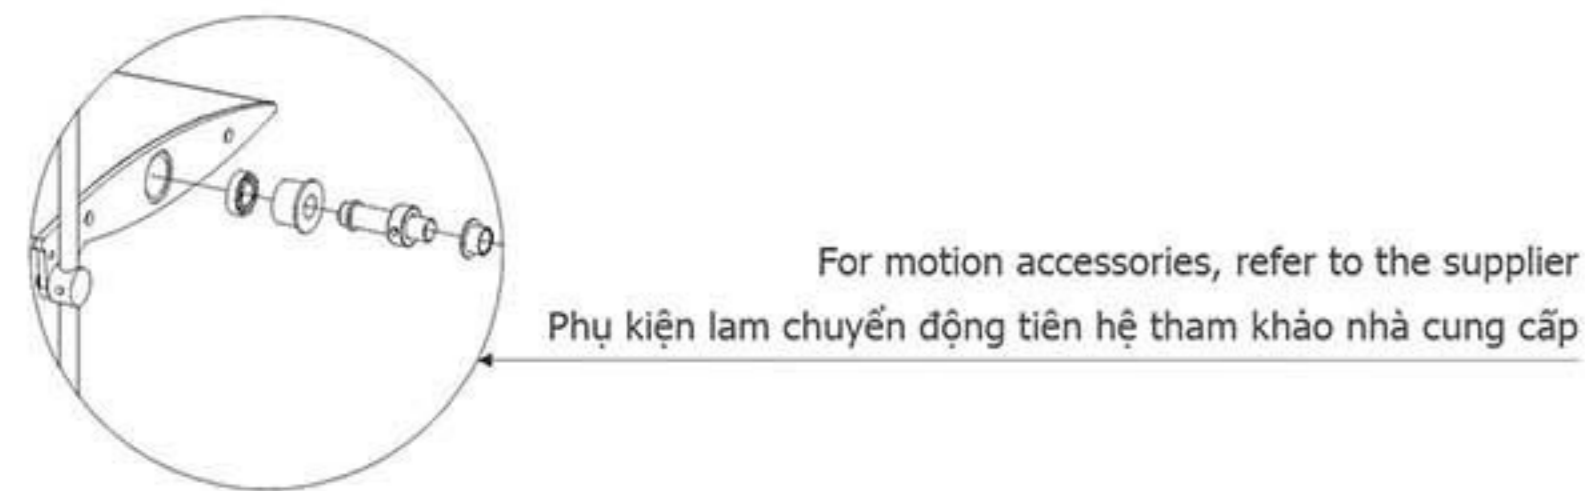 For motion accessories, refer to the supplier
Phụ kiện lam chuyển động tiên hệ tham khảo nhà cung cấp